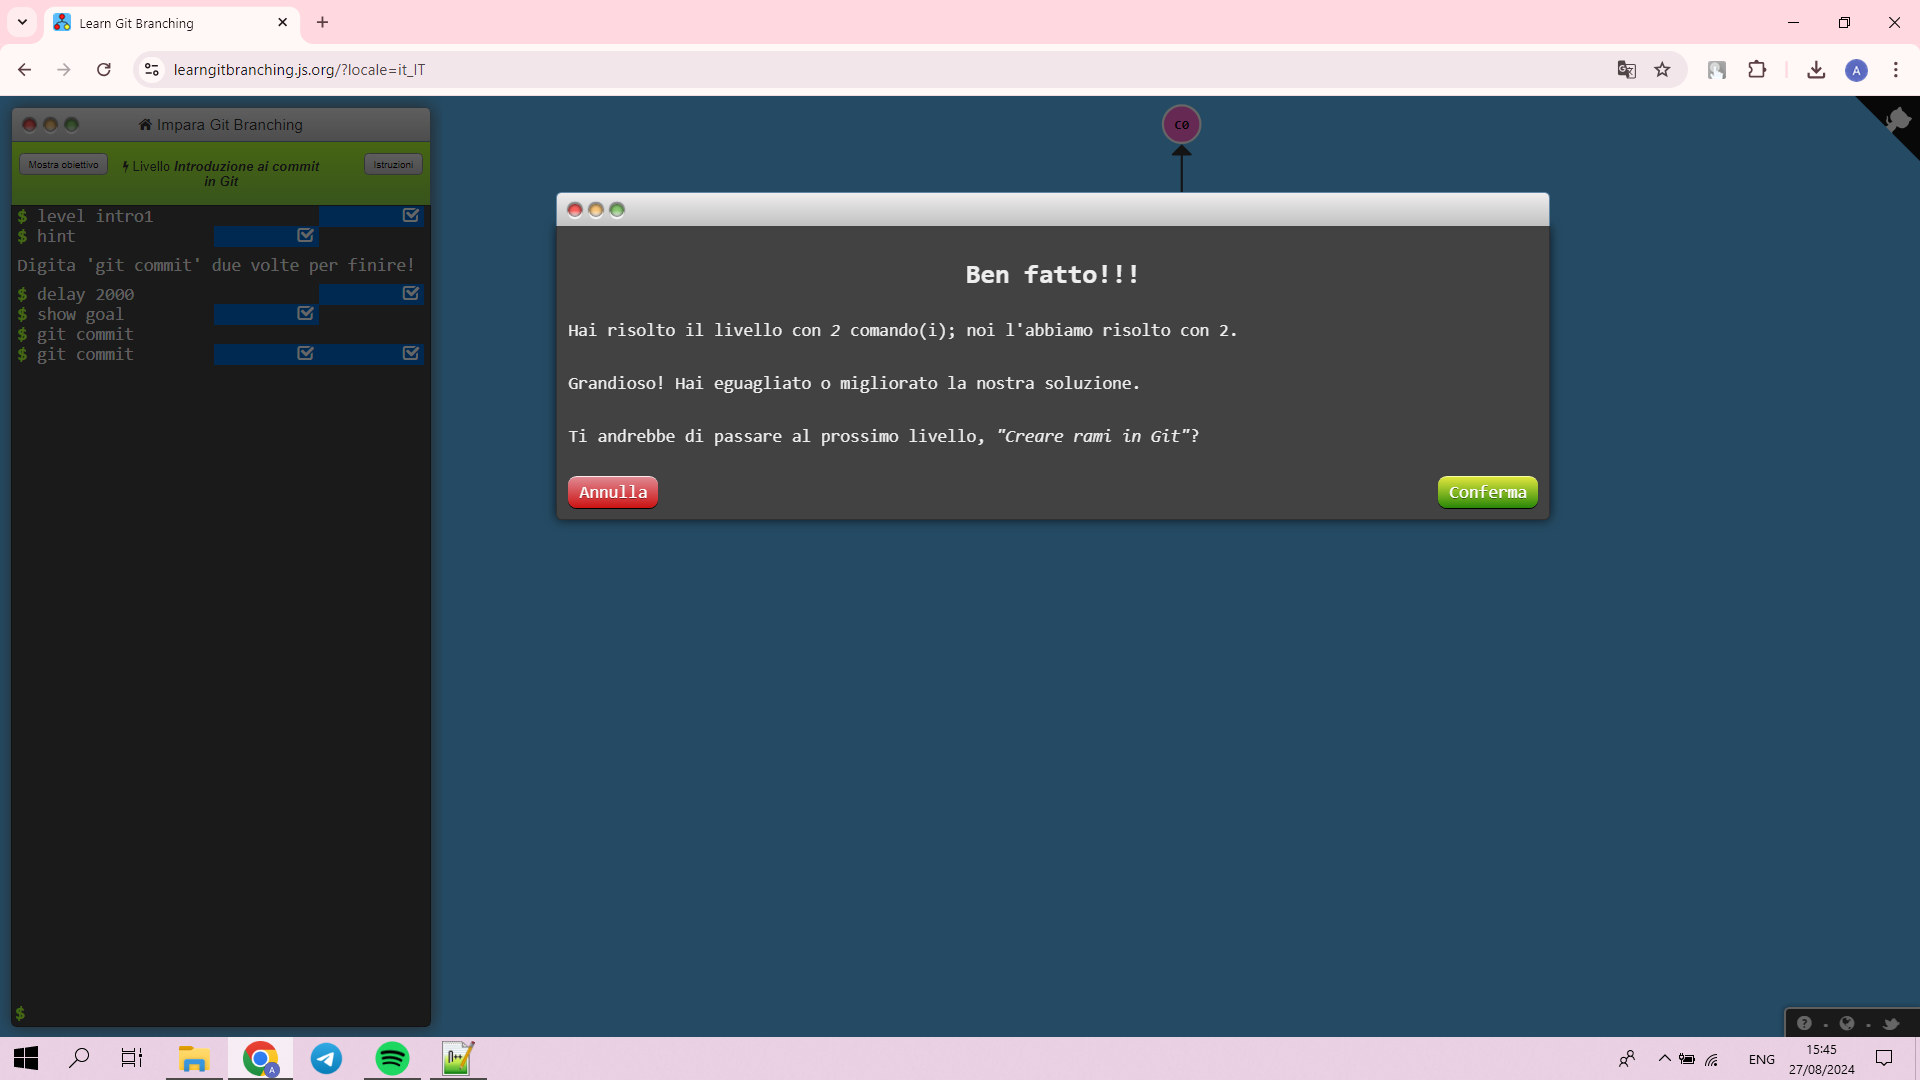 Learn Git Branching
learngitbranching.js.org/?locale=it_IT
A
Impara Git Branching
Mostra obiettivo
Livello Introduzione ai commit
in Git
Istruzioni
$ level intro1
$ hint
Digita 'git commit' due volte per finire!
$ delay 2000
$ show goal
$ git commit
$ git commit
$
C0
Ben fatto!!!
Hai risolto il livello con 2 comando(i); noi l'abbiamo risolto con 2.
Grandioso! Hai eguagliato o migliorato la nostra soluzione.
Ti andrebbe di passare al prossimo livello, "Creare rami in Git"?
Annulla
Conferma
A
ENG
15:45
27/08/2024